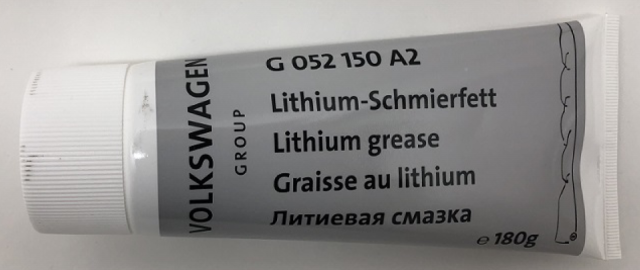 VOLKSWAGEN
GROUP
G 052 150 A2
Lithium-Schmierfett
Lithium grease
Graisse au lithium
Литиевая смазка
℮ 180g